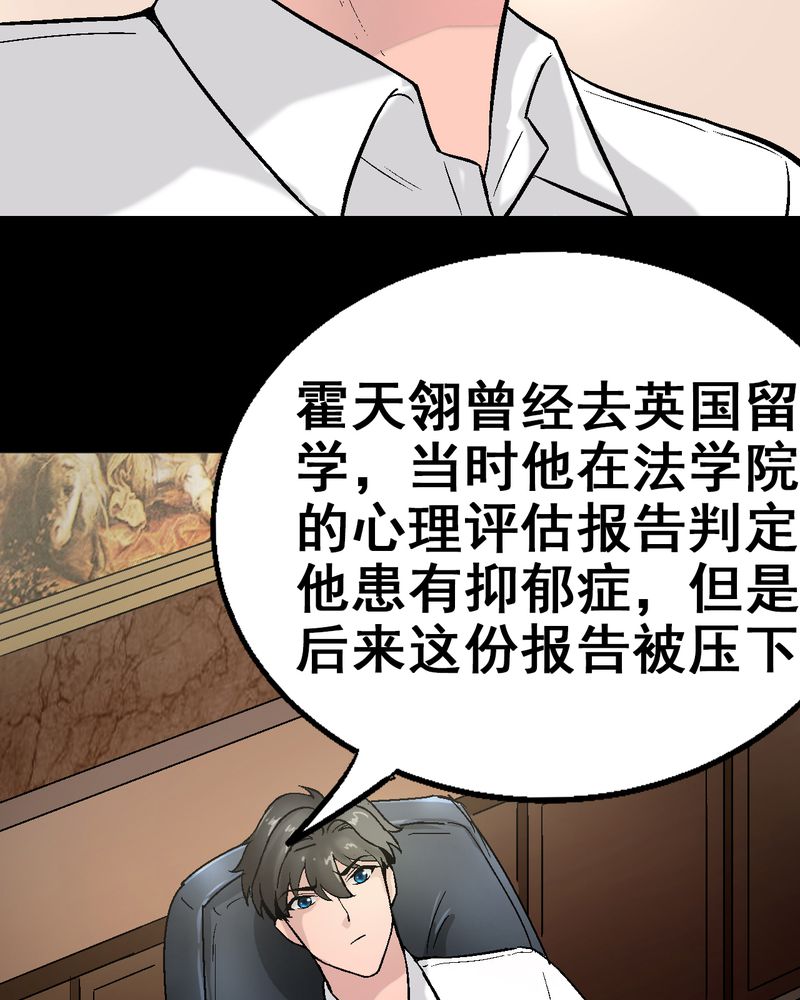 霍天翎曾经去英国留
学，当时他在法学院
的心理评估报告判定
他患有抑郁症，但是
后来这份报告被压下